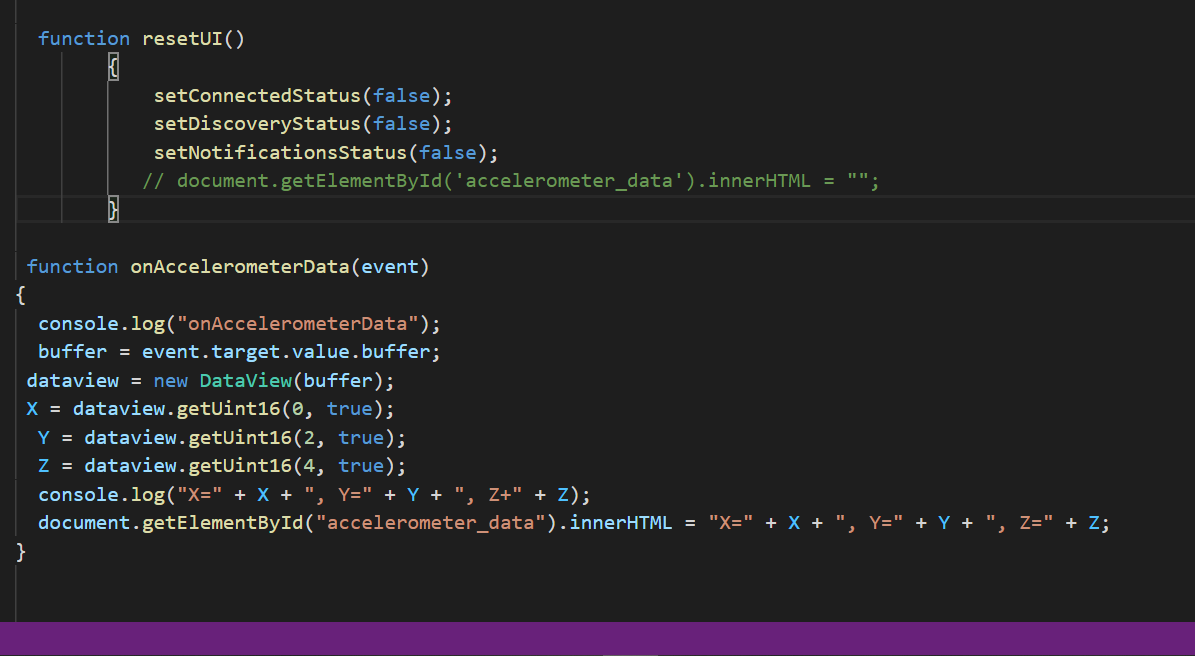 function resetUI()
{
setConnectedStatus(false);
setDiscoveryStatus(false);
setNotificationsStatus(false);
// document.getElementById('accelerometer_data').innerHTML = "";
}
function onAccelerometerData(event)
{
console.log("onAccelerometerData");
buffer = event.target.value.buffer;
dataview = new DataView(buffer);
X = dataview.getUint16(0, true);
Y = dataview.getUint16(2, true);
Z = dataview.getUint16(4, true);
console.log("X=" + X + ", Y=" + Y + ", Z+" + Z);
document.getElementById("accelerometer_data").innerHTML = "X=" + X + ", Y=" + Y + ", Z=" + Z;
}